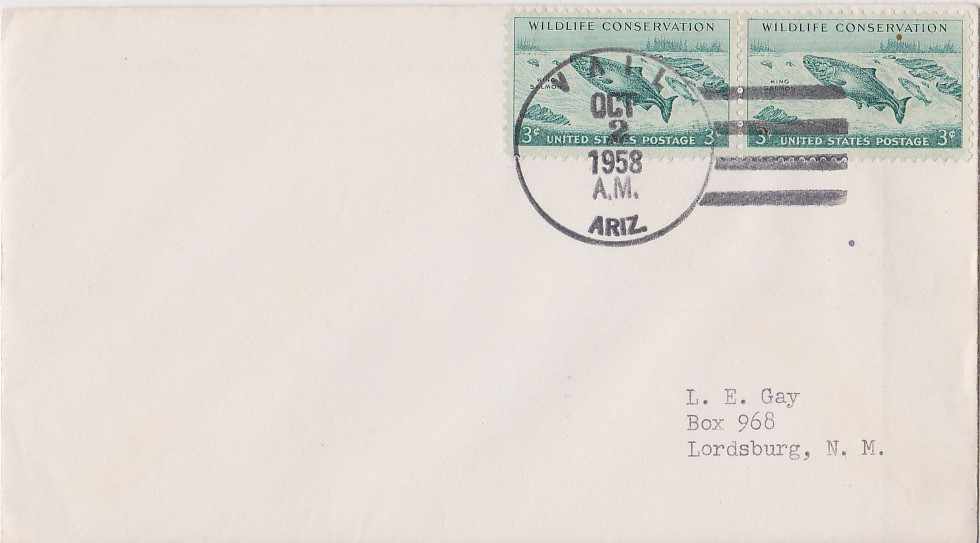 WILDLIFE CONSERVATION
KING
SALMON
3¢ UNITED STATES POSTAGE 3¢
WILDLIFE CONSERVATION
KING
SALMON
3¢ UNITED STATES POSTAGE 3¢
VAIL
OCT
2
1958
A.M.
ARIZ.
L. E. Gay
Box 968
Lordsburg, N. M.